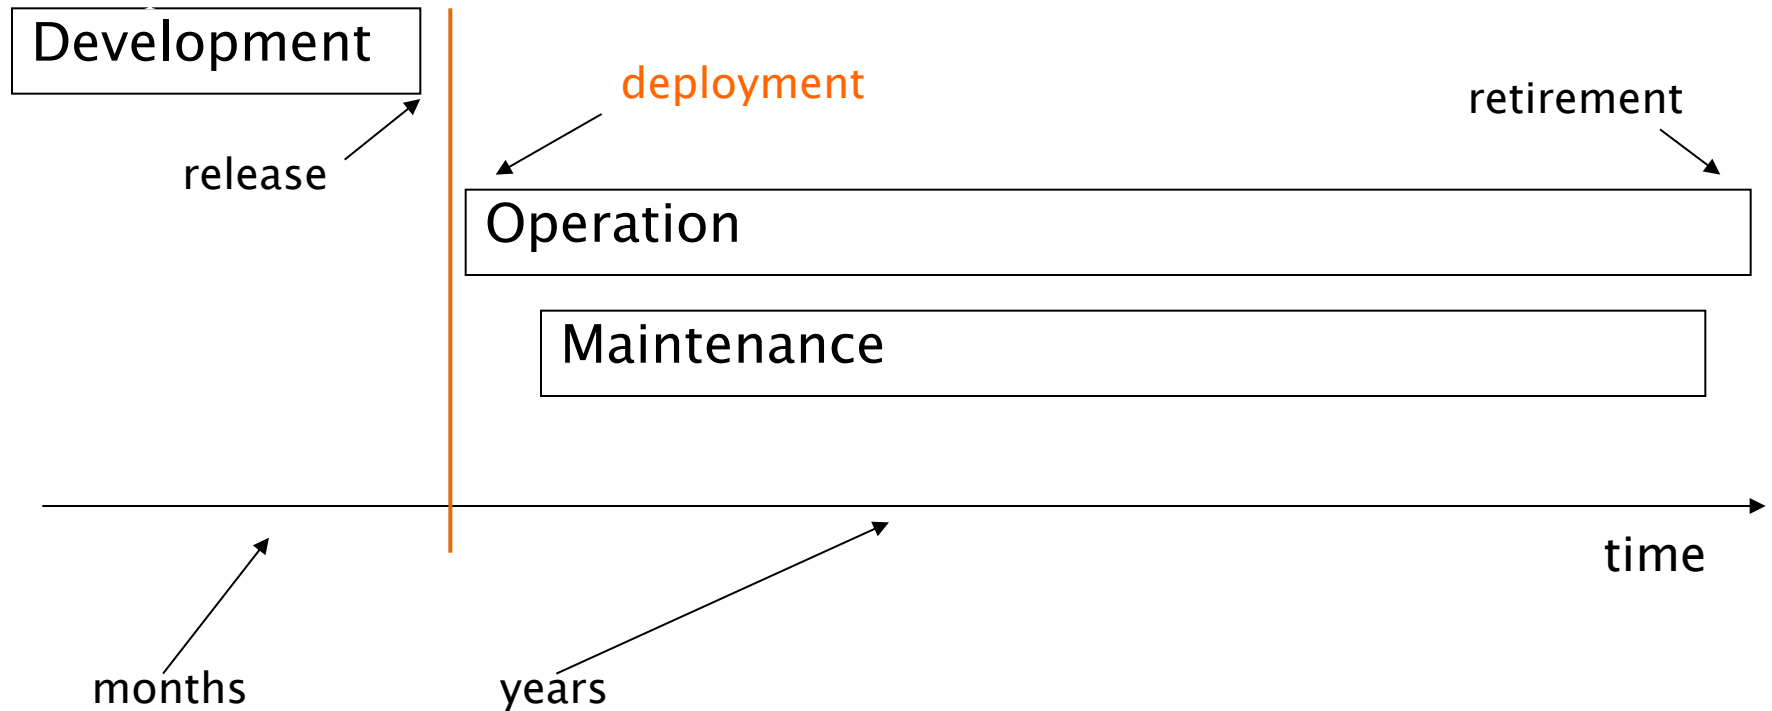 Development
deployment
retirement
release
Operation
Maintenance
time
months
years